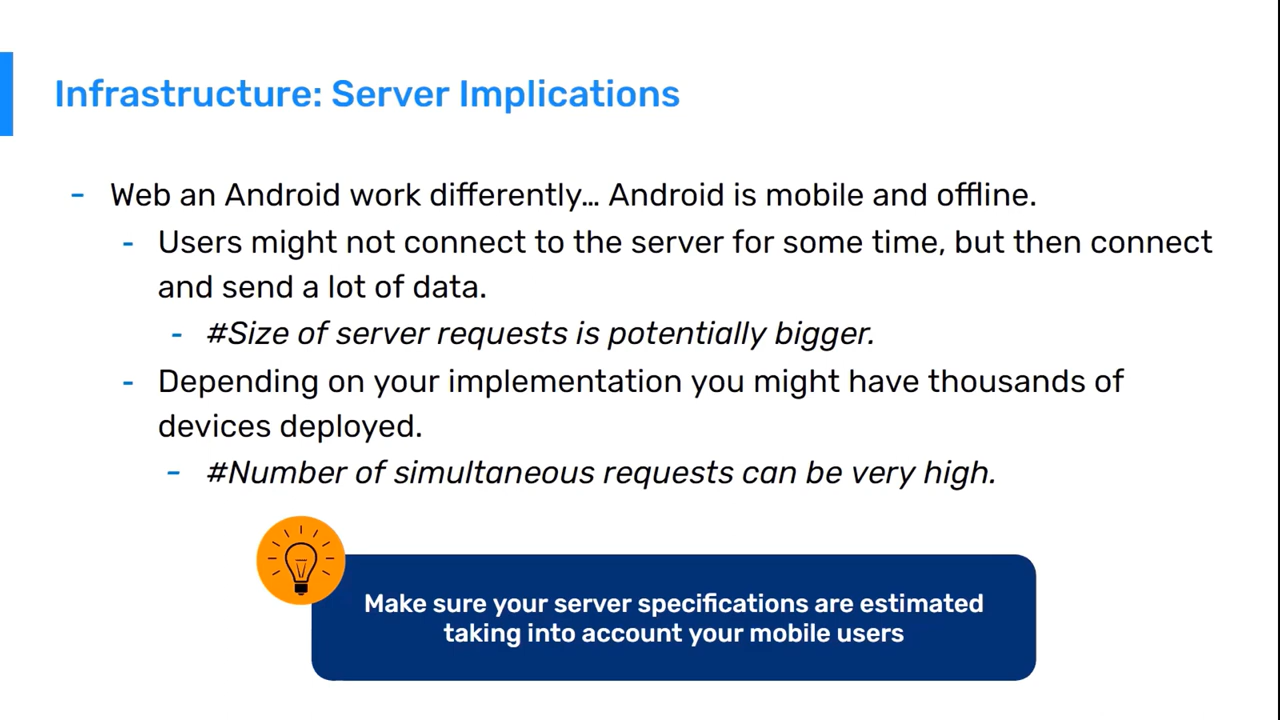 Infrastructure: Server Implications
- Web an Android work differently... Android is mobile and offline.
- Users might not connect to the server for some time, but then connect
and send a lot of data.
- #Size of server requests is potentially bigger.
- Depending on your implementation you might have thousands of
devices deployed.
- #Number of simultaneous requests can be very high.
Make sure your server specifications are estimated
taking into account your mobile users